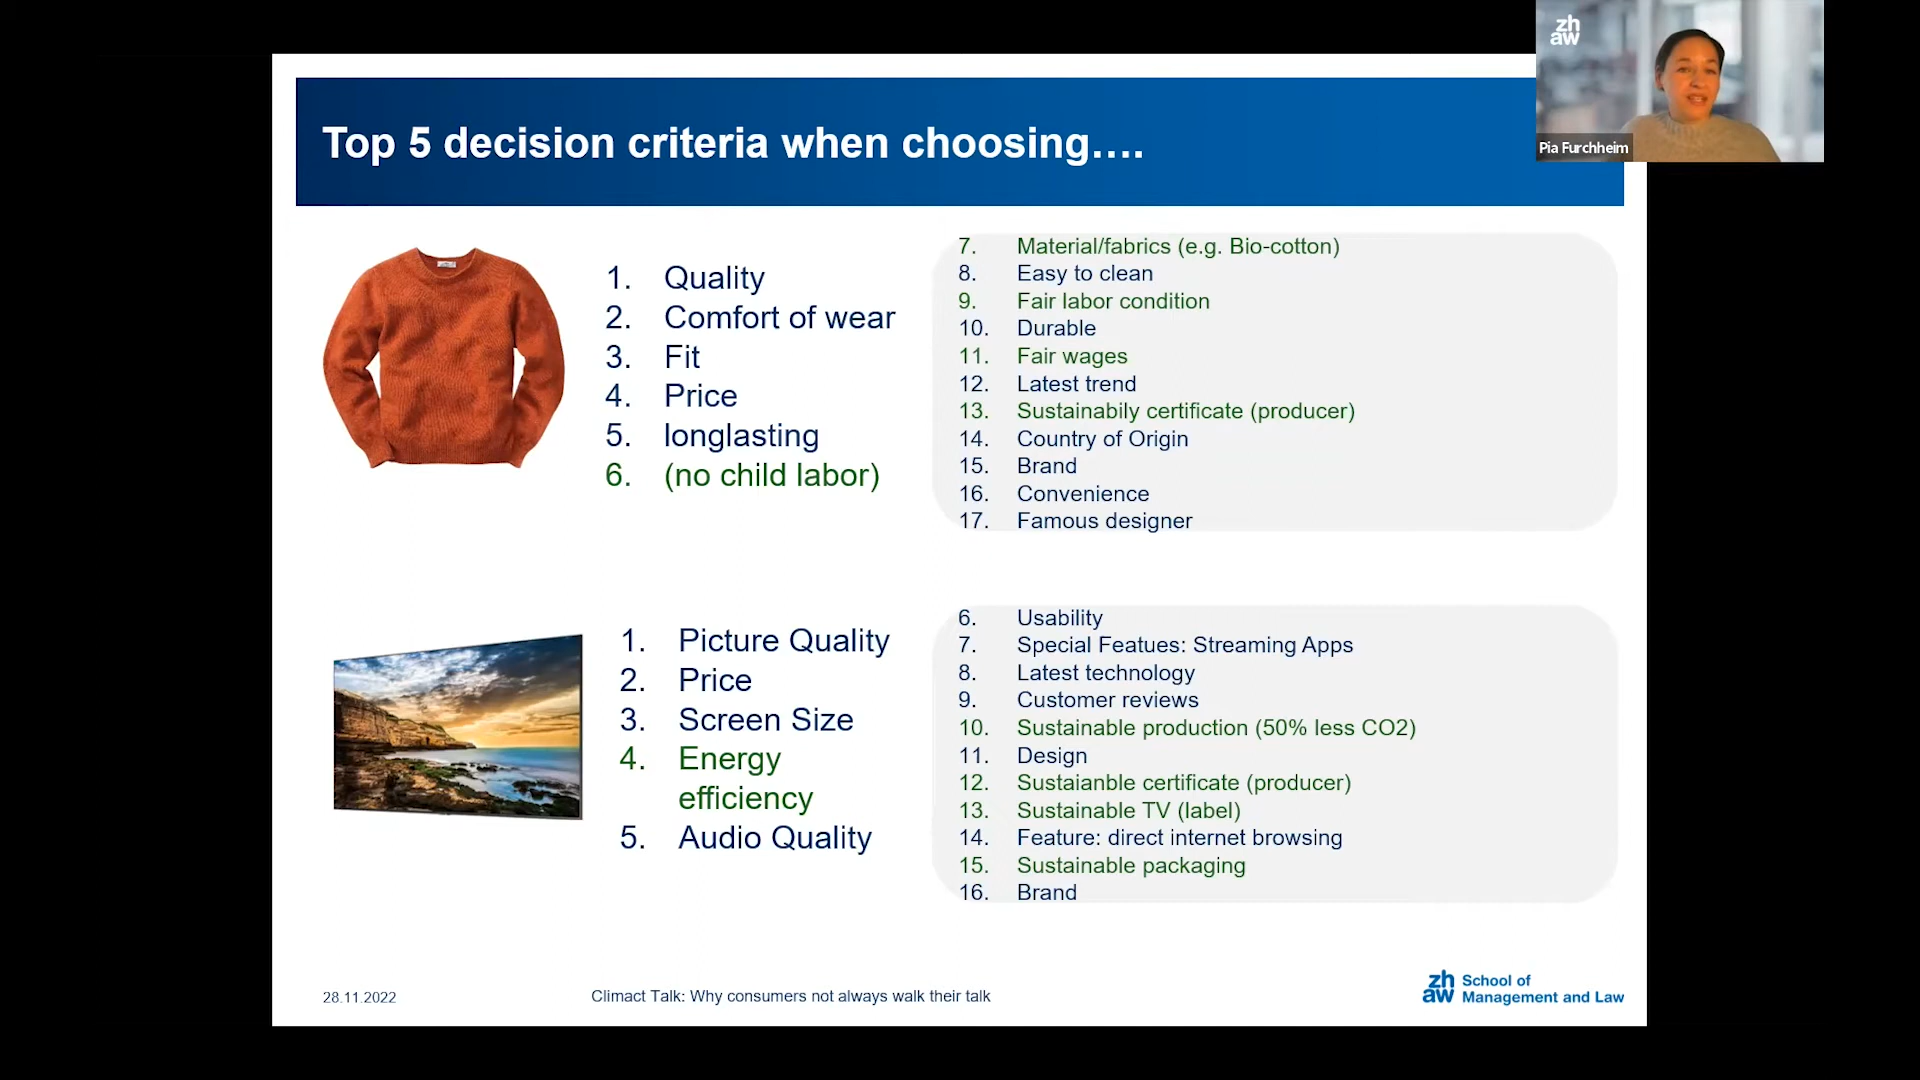 zh
aw
Pia Furchheim
Top 5 decision criteria when choosing….
1. Quality
2. Comfort of wear
3. Fit
4. Price
5. longlasting
6. (no child labor)
7. Material/fabrics (e.g. Bio-cotton)
8. Easy to clean
9. Fair labor condition
10. Durable
11. Fair wages
12. Latest trend
13. Sustainabily certificate (producer)
14. Country of Origin
15. Brand
16. Convenience
17. Famous designer
1. Picture Quality
2. Price
3. Screen Size
4. Energy
efficiency
5. Audio Quality
6. Usability
7. Special Featues: Streaming Apps
8. Latest technology
9. Customer reviews
10. Sustainable production (50% less CO2)
11. Design
12. Sustaianble certificate (producer)
13. Sustainable TV (label)
14. Feature: direct internet browsing
15. Sustainable packaging
16. Brand
28.11.2022
Climact Talk: Why consumers not always walk their talk
zh
aw
School of
Management and Law